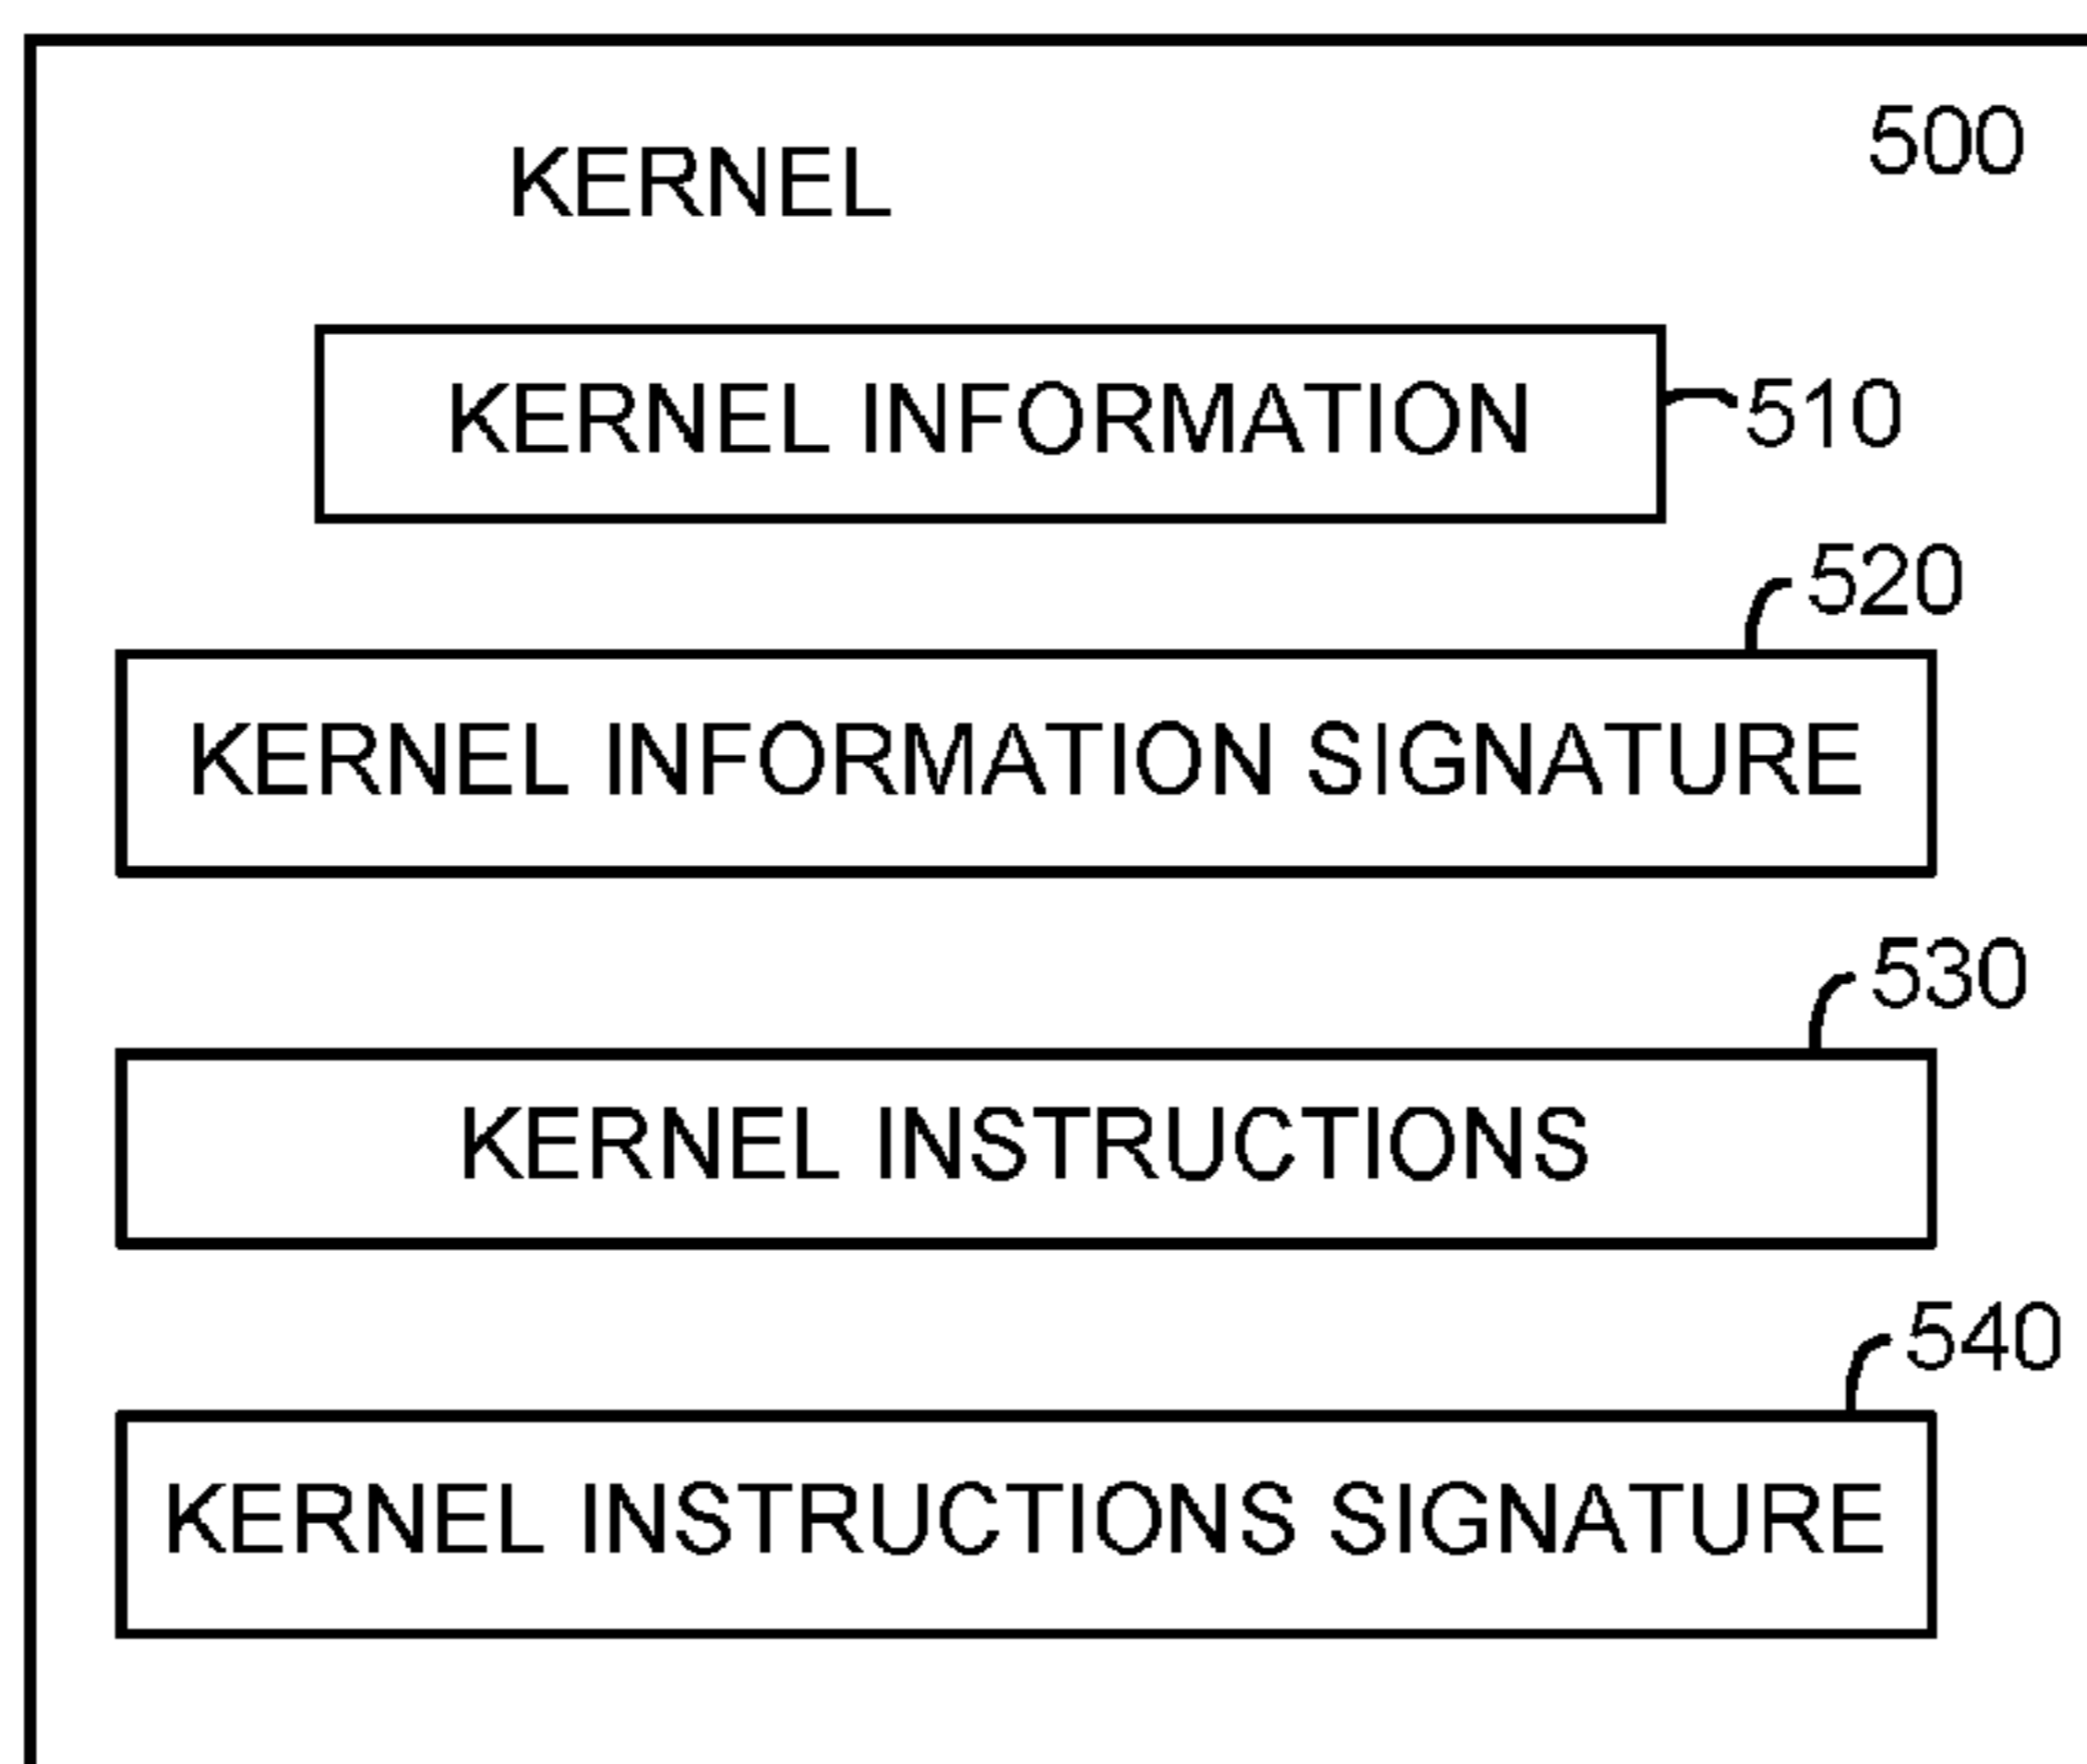 500
KERNEL
KERNEL INFORMATION
510
520
KERNEL INFORMATION SIGNATURE
530
KERNEL INSTRUCTIONS
540
KERNEL INSTRUCTIONS SIGNATURE